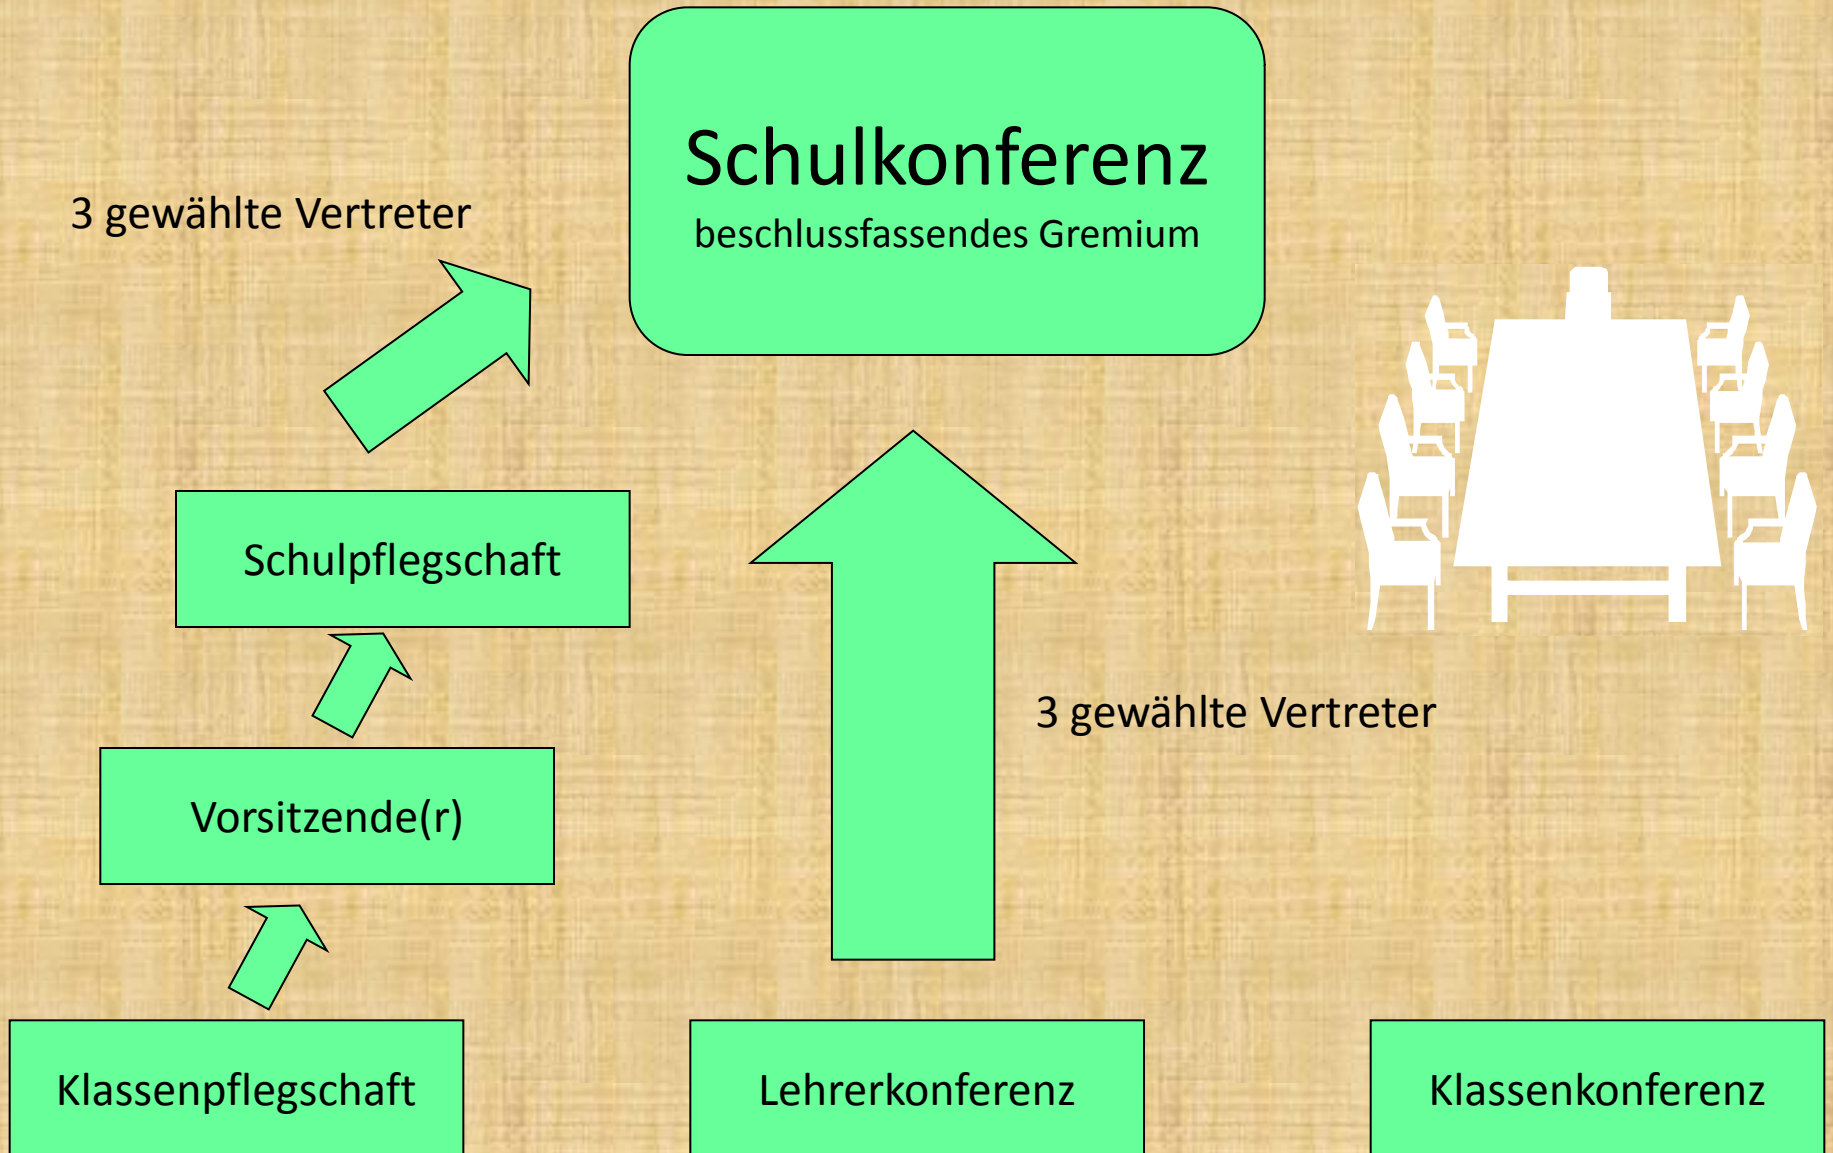 Schulkonferenz
beschlussfassendes Gremium
3 gewählte Vertreter
Schulpflegschaft
3 gewählte Vertreter
Vorsitzende(r)
Klassenpflegschaft
Lehrerkonferenz
Klassenkonferenz